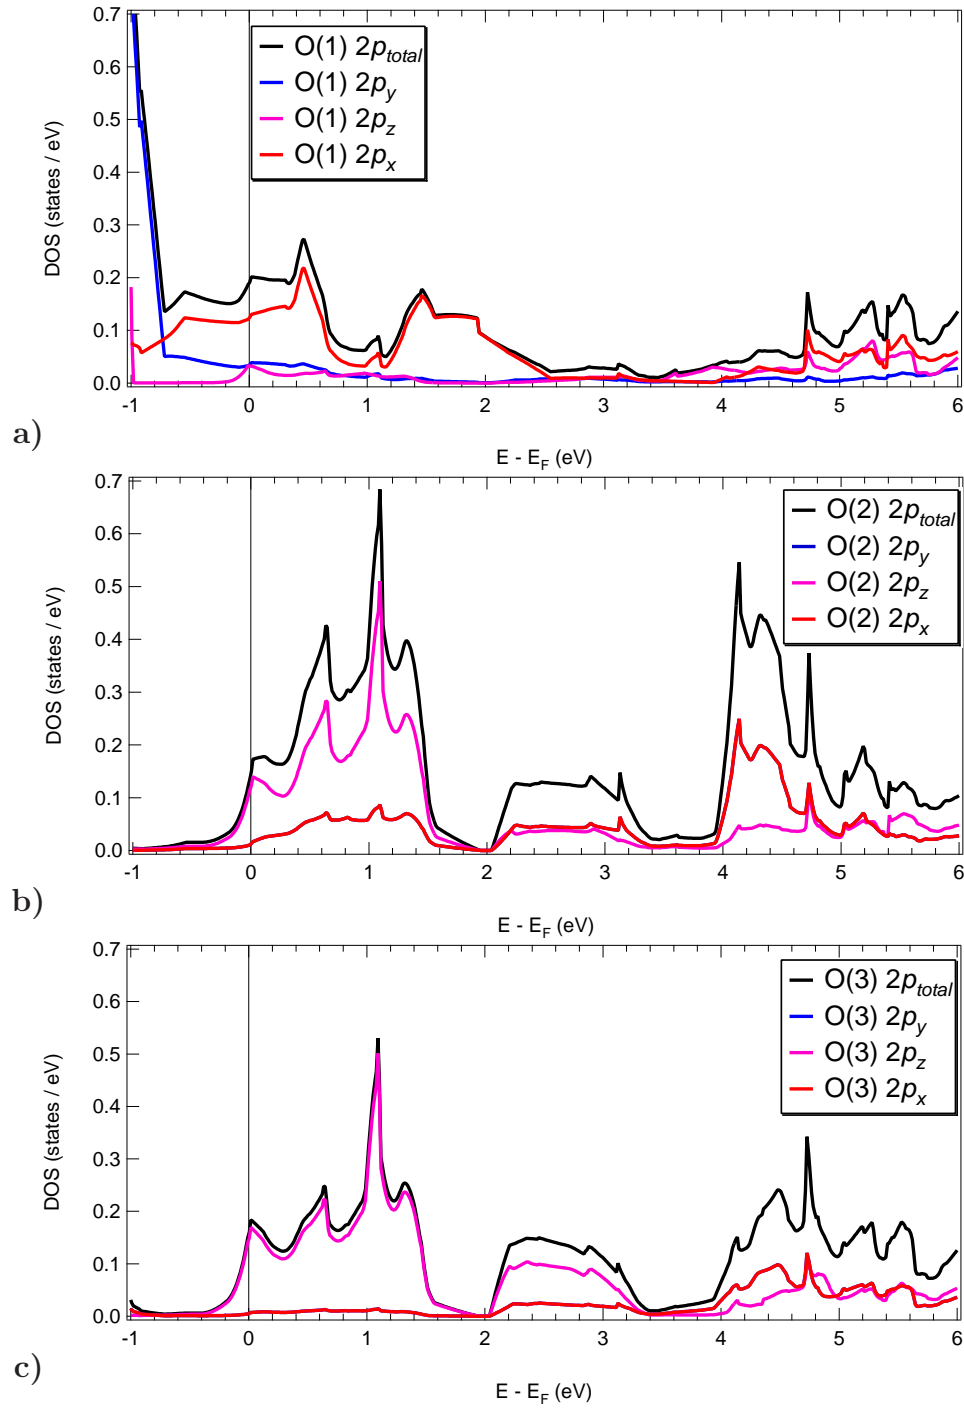 0.7
0.6
0.5
0.4
0.3
0.2
0.1
0.0
DOS (states / eV)
O(1) 2p_total
O(1) 2p_y
O(1) 2p_z
O(1) 2p_x
-1 0 1 2 3 4 5 6
E - E_F (eV)
a)
0.7
0.6
0.5
0.4
0.3
0.2
0.1
0.0
DOS (states / eV)
O(2) 2p_total
O(2) 2p_y
O(2) 2p_z
O(2) 2p_x
-1 0 1 2 3 4 5 6
E - E_F (eV)
b)
0.7
0.6
0.5
0.4
0.3
0.2
0.1
0.0
DOS (states / eV)
O(3) 2p_total
O(3) 2p_y
O(3) 2p_z
O(3) 2p_x
-1 0 1 2 3 4 5 6
E - E_F (eV)
c)